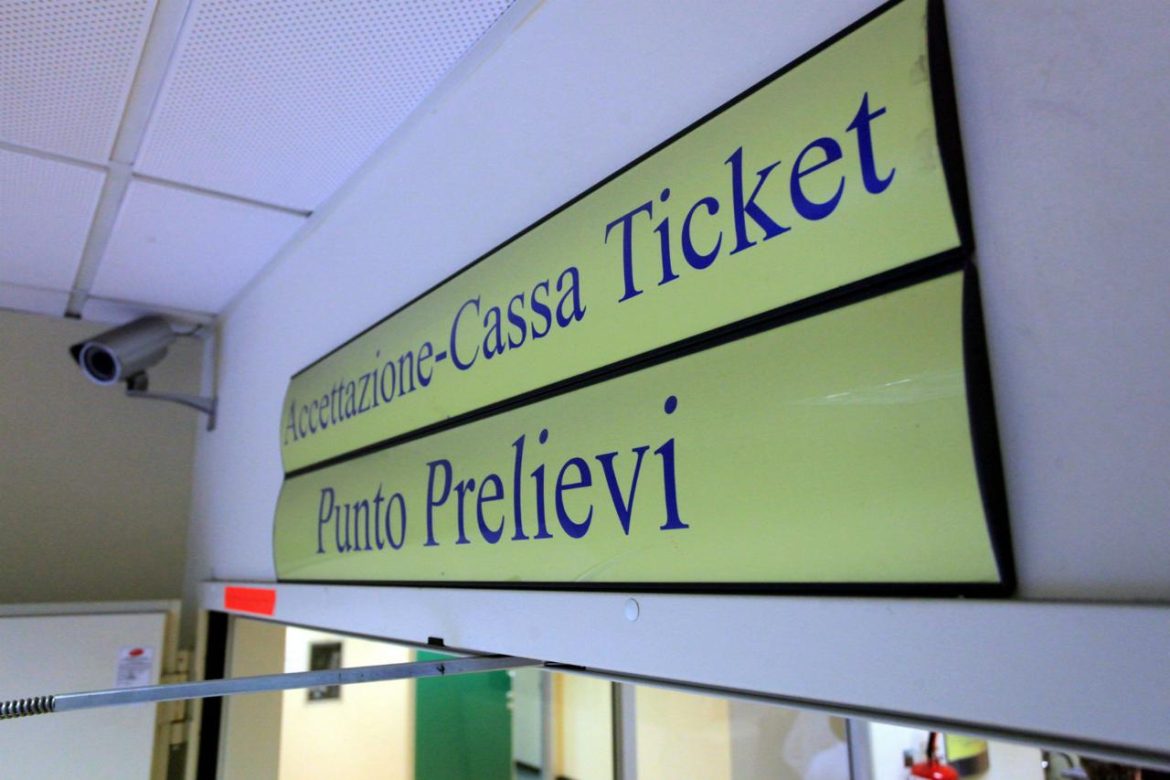 Accettazione-Cassa Ticket
Punto Prelievi